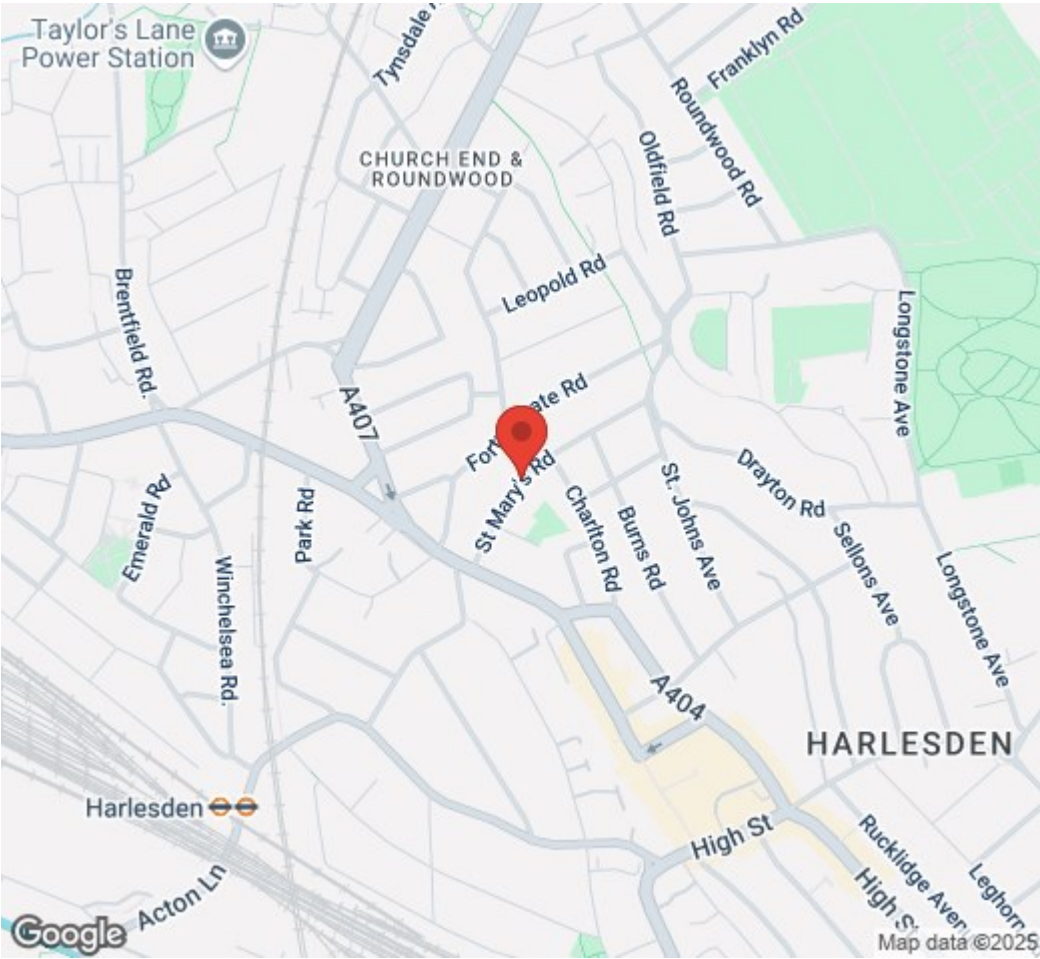 Taylor's Lane
Power Station
Tynsdale
Franklyn Rd
Roundwood Rd
CHURCH END &
ROUNDWOOD
Oldfield Rd
Leopold Rd
Brentfield Rd.
Longstone Ave
A407
ate Rd
St Mary's Rd
Drayton Rd
Emerald Rd
Park Rd
Charlton Rd
Burns Rd
St. Johns Ave
Sellons Ave
Winchelsea Rd.
Longstone Ave
A404
HARLESDEN
Harlesden
High St
Rucklidge Aven
Leghorn
Acton Ln
High St
Google
Map data ©2025